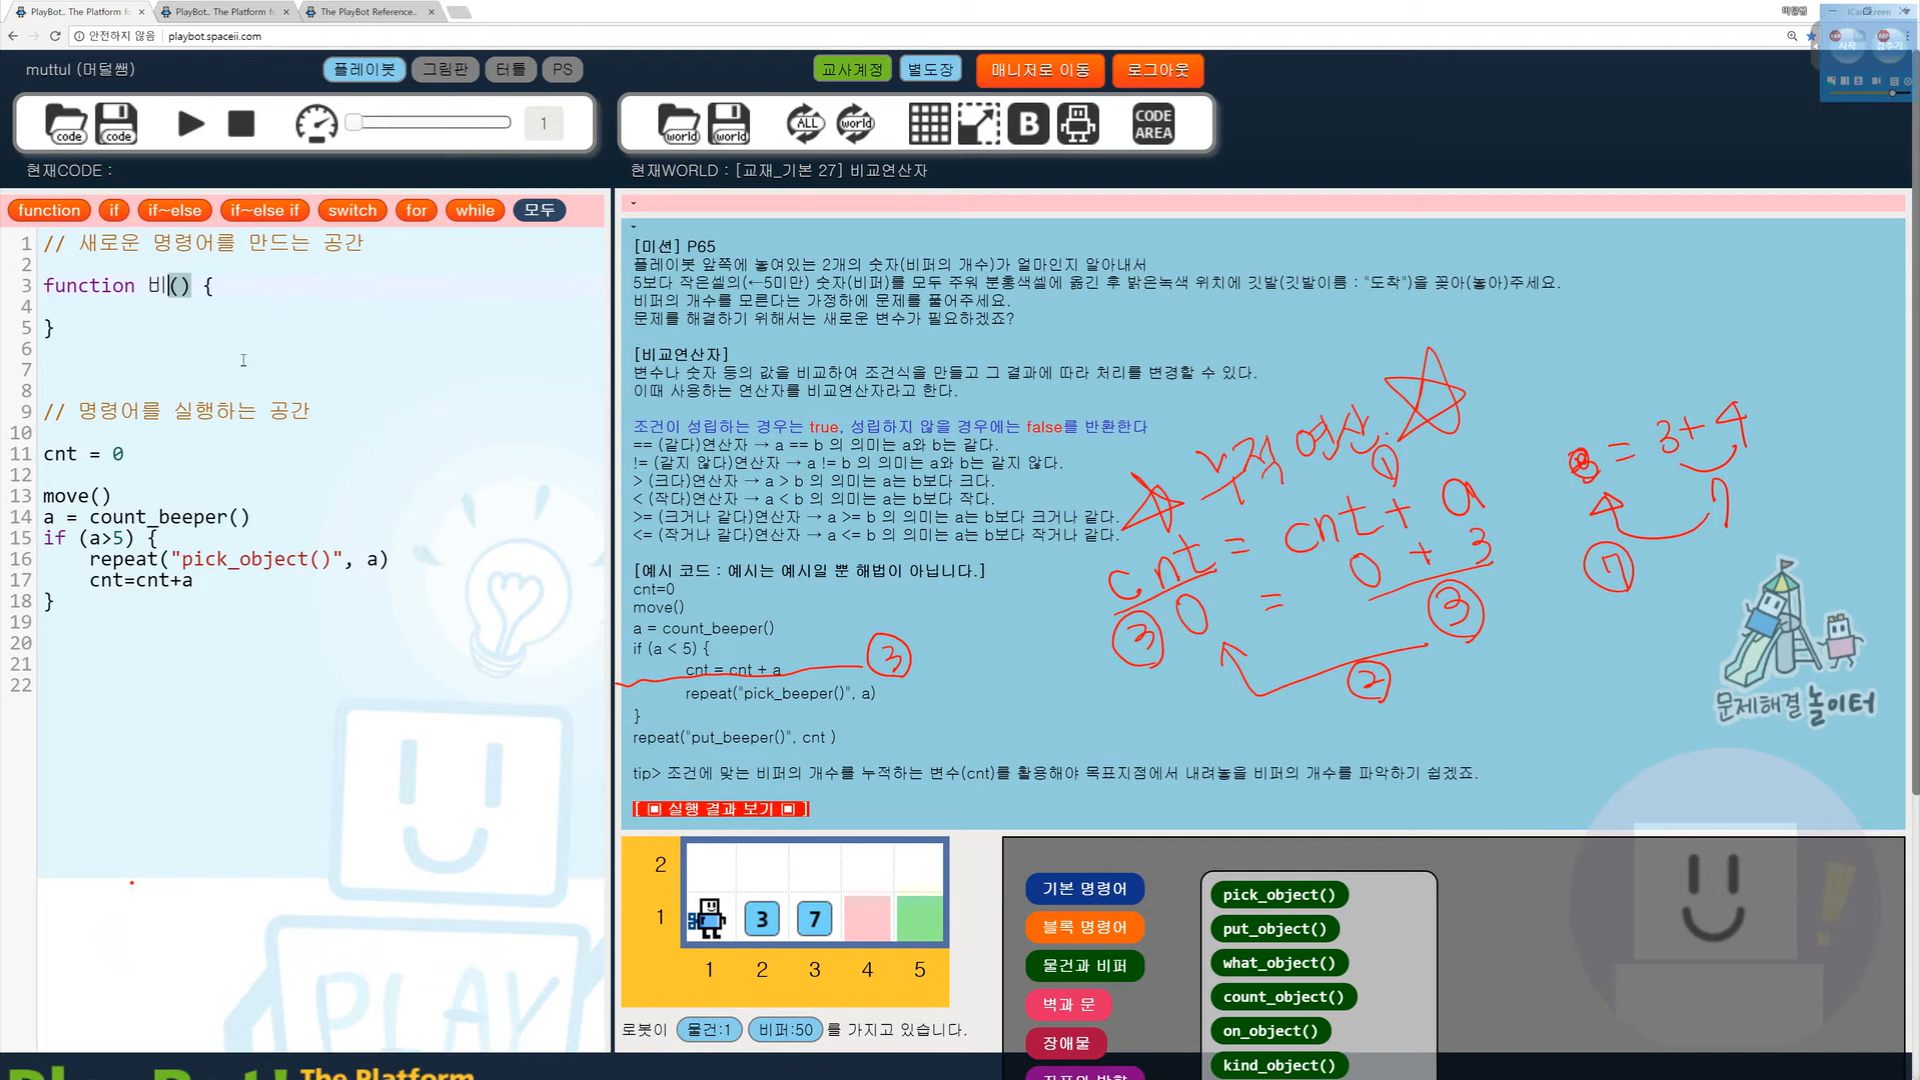 PlayBot.. The Platform fo
PlayBot.. The Platform fo
The PlayBot Reference..
안전하지 않음
playbot.spaceii.com
muttul (머털쌤)
플레이봇
그림판
터틀
PS
교사계정
별도장
매니저로 이동
로그아웃
code
code
1
world
world
ALL
world
B
CODE AREA
현재CODE :
현재WORLD : [교재_기본 27] 비교연산자
function
if
if~else
if~else if
switch
for
while
모두
1 // 새로운 명령어를 만드는 공간
2
3 function 비() {
4
5 }
6
7
8
9 // 명령어를 실행하는 공간
10
11 cnt = 0
12
13 move()
14 a = count_beeper()
15 if (a>5) {
16 repeat("pick_object()", a)
17 cnt=cnt+a
18 }
19
20
21
22
[미션] P65
플레이봇 앞쪽에 놓여있는 2개의 숫자(비퍼의 개수)가 얼마인지 알아내서
5보다 작은셀의(←5미만) 숫자(비퍼)를 모두 주워 분홍색셀에 옮긴 후 밝은녹색 위치에 깃발(깃발이름 : "도착")을 꽂아(놓아)주세요.
비퍼의 개수를 모른다는 가정하에 문제를 풀어주세요.
문제를 해결하기 위해서는 새로운 변수가 필요하겠죠?
[비교연산자]
변수나 숫자 등의 값을 비교하여 조건식을 만들고 그 결과에 따라 처리를 변경할 수 있다.
이때 사용하는 연산자를 비교연산자라고 한다.
조건이 성립하는 경우는 true, 성립하지 않을 경우에는 false를 반환한다
== (같다)연산자 → a == b 의 의미는 a와 b는 같다.
!= (같지 않다)연산자 → a != b 의 의미는 a와 b는 같지 않다.
> (크다)연산자 → a > b 의 의미는 a는 b보다 크다.
< (작다)연산자 → a < b 의 의미는 a는 b보다 작다.
>= (크거나 같다)연산자 → a >= b 의 의미는 a는 b보다 크거나 같다.
<= (작거나 같다)연산자 → a <= b 의 의미는 a는 b보다 작거나 같다.
[예시 코드 : 예시는 예시일 뿐 해법이 아닙니다.]
cnt=0
move()
a = count_beeper()
if (a < 5) {
cnt = cnt + a
repeat("pick_beeper()", a)
}
repeat("put_beeper()", cnt )
tip> 조건에 맞는 비퍼의 개수를 누적하는 변수(cnt)를 활용해야 목표지점에서 내려놓을 비퍼의 개수를 파악하기 쉽겠죠.
[ ▣ 실행 결과 보기 ▣ ]
누적 연산.
①
cnt = cnt + a
0 = 0 + 3
③ ③
②
③
= 3 + 4
7
⑦
문제해결 놀이터
2
1 3 7
1 2 3 4 5
로봇이 물건:1 비퍼:50 를 가지고 있습니다.
기본 명령어
블록 명령어
물건과 비퍼
벽과 문
장애물
pick_object()
put_object()
what_object()
count_object()
on_object()
kind_object()
PLAY
The Platform